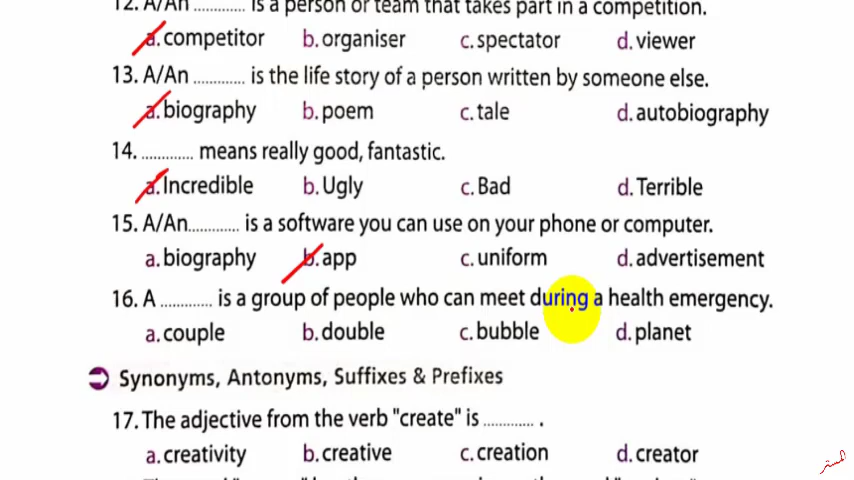 12. A/An ............ is a person or team that takes part in a competition.
a. competitor b. organiser c. spectator d. viewer
13. A/An ............ is the life story of a person written by someone else.
a. biography b. poem c. tale d. autobiography
14. ............ means really good, fantastic.
a. Incredible b. Ugly c. Bad d. Terrible
15. A/An............ is a software you can use on your phone or computer.
a. biography b. app c. uniform d. advertisement
16. A ............ is a group of people who can meet during a health emergency.
a. couple b. double c. bubble d. planet
Synonyms, Antonyms, Suffixes & Prefixes
17. The adjective from the verb "create" is ............ .
a. creativity b. creative c. creation d. creator